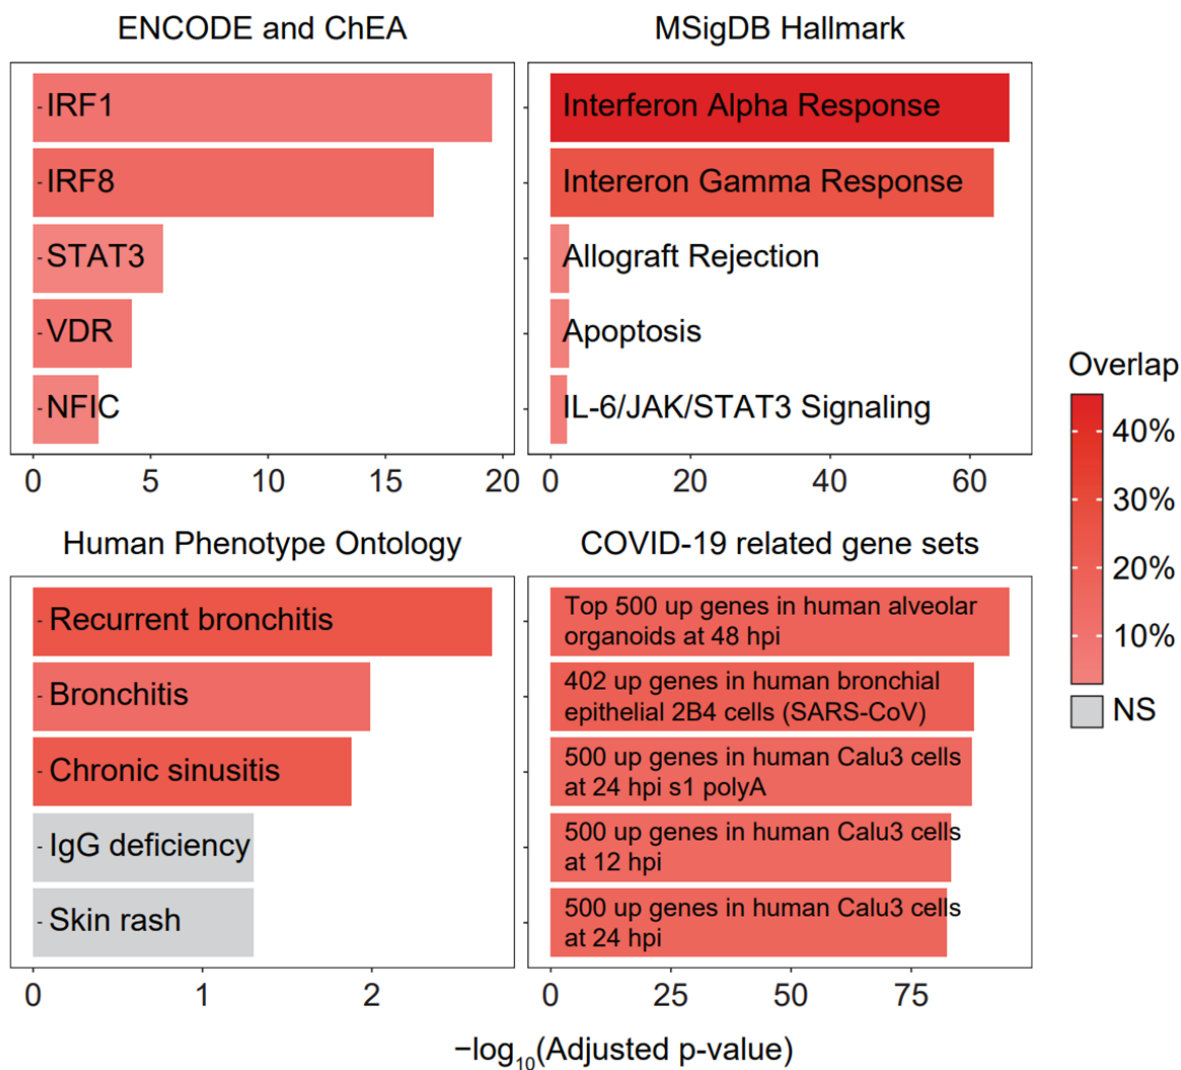 ENCODE and ChEA
IRF1
IRF8
STAT3
VDR
NFIC
0 5 10 15 20
MSigDB Hallmark
Interferon Alpha Response
Intereron Gamma Response
Allograft Rejection
Apoptosis
IL-6/JAK/STAT3 Signaling
0 20 40 60
Human Phenotype Ontology
Recurrent bronchitis
Bronchitis
Chronic sinusitis
IgG deficiency
Skin rash
0 1 2
COVID-19 related gene sets
Top 500 up genes in human alveolar
organoids at 48 hpi
402 up genes in human bronchial
epithelial 2B4 cells (SARS-CoV)
500 up genes in human Calu3 cells
at 24 hpi s1 polyA
500 up genes in human Calu3 cells
at 12 hpi
500 up genes in human Calu3 cells
at 24 hpi
0 25 50 75
−log10(Adjusted p-value)
Overlap
40%
30%
20%
10%
NS